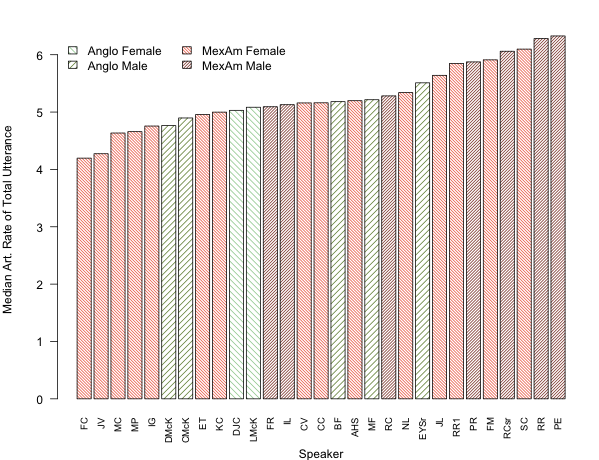 Anglo Female
MexAm Female
Anglo Male
MexAm Male
Median Art. Rate of Total Utterance
6
5
4
3
2
1
0
FC JV MC MP IG DMcK CMcK ET KC DJC LMcK FR IL CV CC BF AHS MF RC NL EYSr JL RR1 PR FM RCsr SC RR PE
Speaker